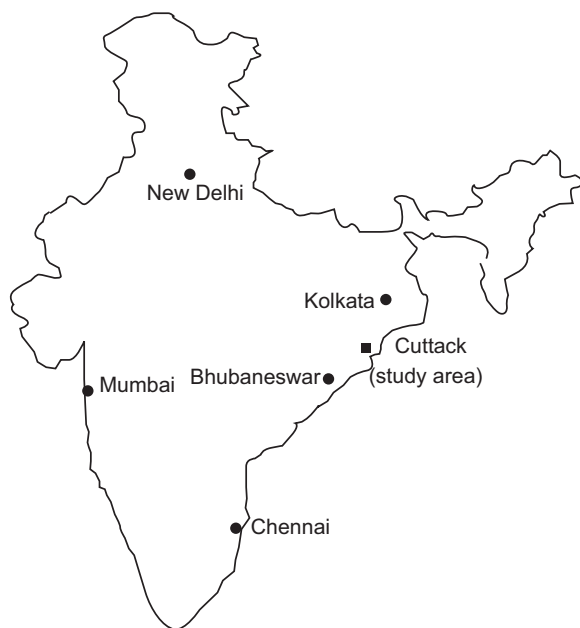 New Delhi
Kolkata
Cuttack
(study area)
Bhubaneswar
Mumbai
Chennai